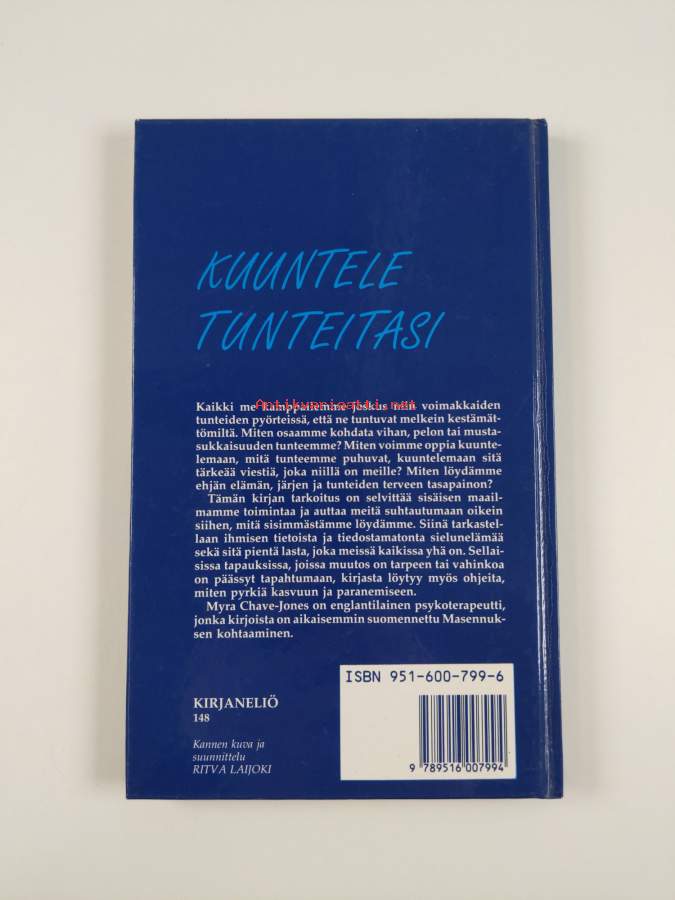 KUUNTELE
TUNTEITASI
Antikvariaatti.net
Kaikki me kamppailemme joskus niin voimakkaiden
tunteiden pyörteissä, että ne tuntuvat melkein kestämät-
tömiltä. Miten osaamme kohdata vihan, pelon tai musta-
sukkaisuuden tunteemme? Miten voimme oppia kuunte-
lemaan, mitä tunteemme puhuvat, kuuntelemaan sitä
tärkeää viestiä, joka niillä on meille? Miten löydämme
ehjän elämän, järjen ja tunteiden terveen tasapainon?
Tämän kirjan tarkoitus on selvittää sisäisen maail-
mamme toimintaa ja auttaa meitä suhtautumaan oikein
siihen, mitä sisimmästämme löydämme. Siinä tarkastel-
laan ihmisen tietoista ja tiedostamatonta sielunelämää
sekä sitä pientä lasta, joka meissä kaikissa yhä on. Sellai-
sissa tapauksissa, joissa muutos on tarpeen tai vahinkoa
on päässyt tapahtumaan, kirjasta löytyy myös ohjeita,
miten pyrkiä kasvuun ja paranemiseen.
Myra Chave-Jones on englantilainen psykoterapeutti,
jonka kirjoista on aikaisemmin suomennettu Masennuk-
sen kohtaaminen.
ISBN 951-600-799-6
9 789516 007994
KIRJANELIÖ
148
Kannen kuva ja
suunnittelu
RITVA LAIJOKI